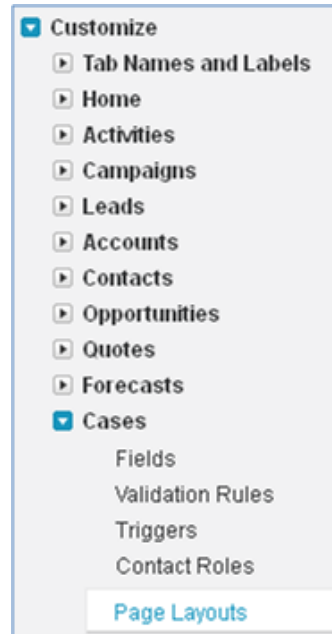 Customize
Tab Names and Labels
Home
Activities
Campaigns
Leads
Accounts
Contacts
Opportunities
Quotes
Forecasts
Cases
Fields
Validation Rules
Triggers
Contact Roles
Page Layouts